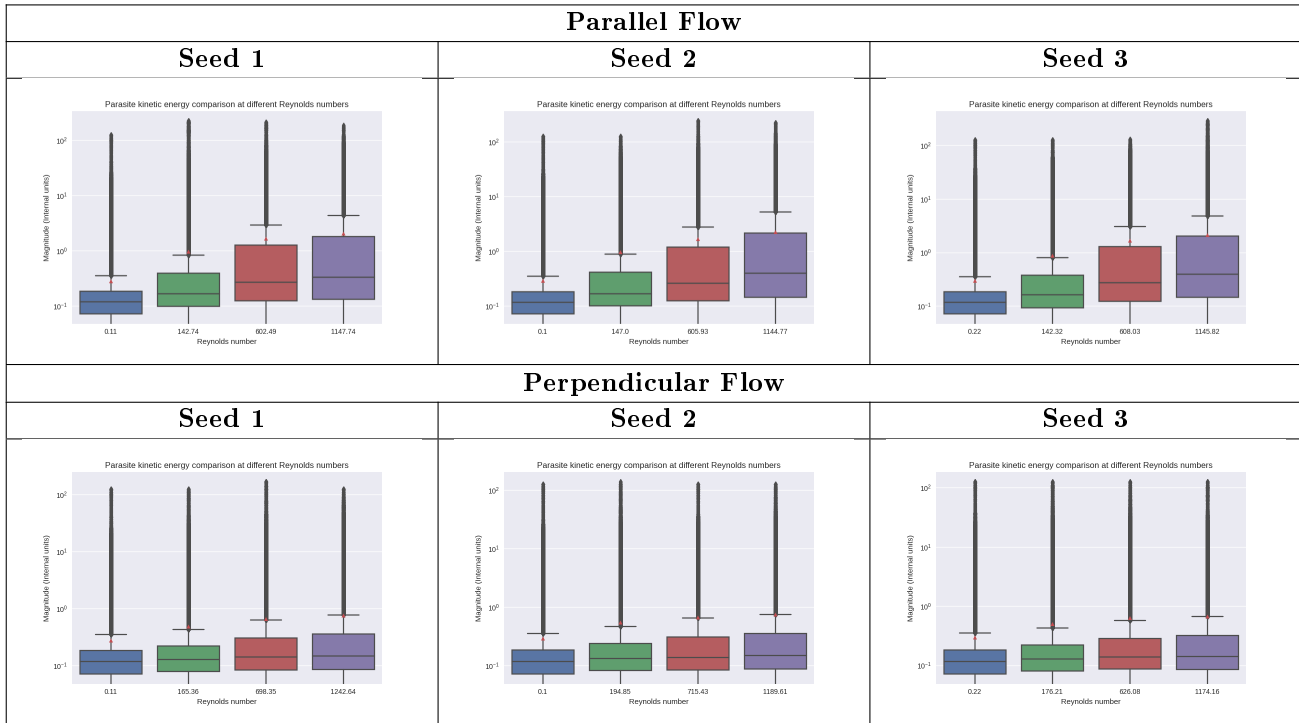 Parallel Flow
Seed 1
Seed 2
Seed 3
Parasite kinetic energy comparison at different Reynolds numbers
Magnitude (Internal units)
10²
10¹
10⁰
10⁻¹
0.11 142.74 602.49 1147.74
Reynolds number
Parasite kinetic energy comparison at different Reynolds numbers
Magnitude (Internal units)
10²
10¹
10⁰
10⁻¹
0.1 147.0 605.93 1144.77
Reynolds number
Parasite kinetic energy comparison at different Reynolds numbers
Magnitude (Internal units)
10²
10¹
10⁰
10⁻¹
0.22 142.32 608.03 1145.82
Reynolds number
Perpendicular Flow
Seed 1
Seed 2
Seed 3
Parasite kinetic energy comparison at different Reynolds numbers
Magnitude (Internal units)
10²
10¹
10⁰
10⁻¹
0.11 165.36 698.35 1242.64
Reynolds number
Parasite kinetic energy comparison at different Reynolds numbers
Magnitude (Internal units)
10²
10¹
10⁰
10⁻¹
0.1 194.85 715.43 1189.61
Reynolds number
Parasite kinetic energy comparison at different Reynolds numbers
Magnitude (Internal units)
10²
10¹
10⁰
10⁻¹
0.22 176.21 626.08 1174.16
Reynolds number